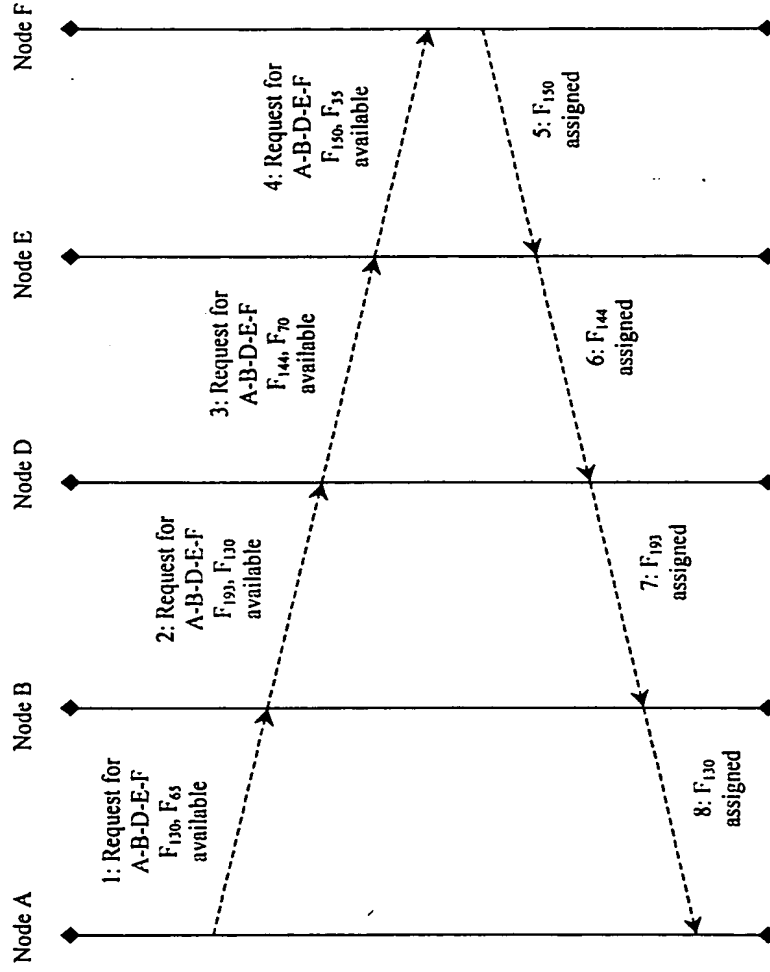 Node A
Node B
Node D
Node E
Node F
1: Request for
A-B-D-E-F
F130, F65
available
2: Request for
A-B-D-E-F
F193, F130
available
3: Request for
A-B-D-E-F
F144, F70
available
4: Request for
A-B-D-E-F
F150, F35
available
5: F150
assigned
6: F144
assigned
7: F193
assigned
8: F130
assigned